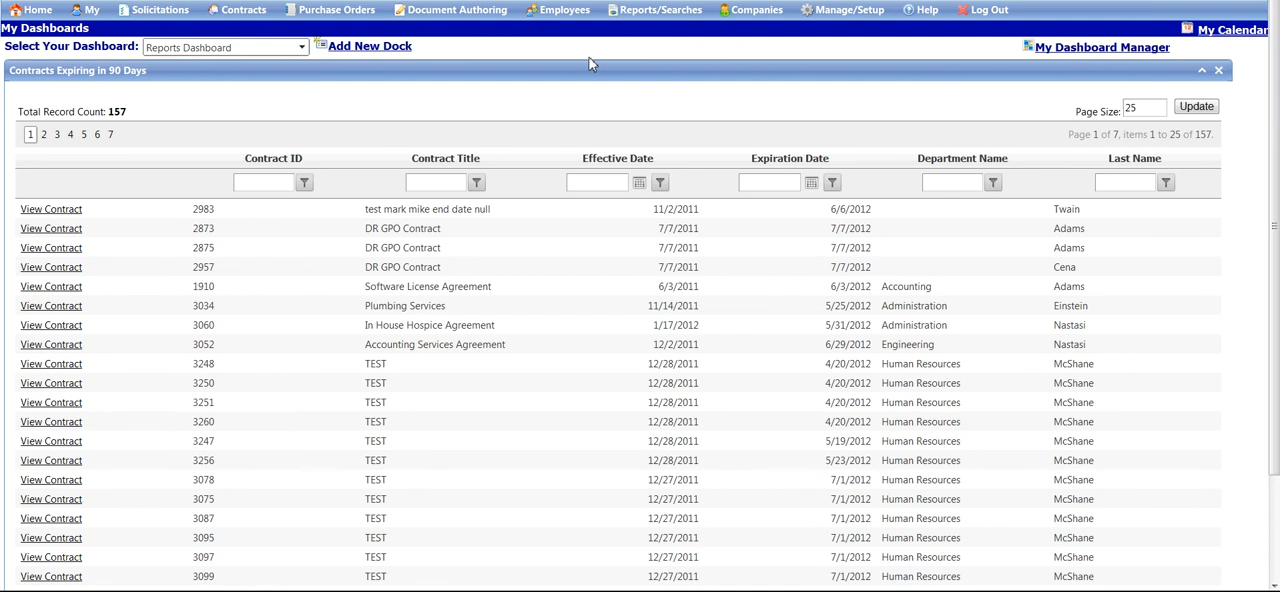 Home My Solicitations Contracts Purchase Orders Document Authoring Employees Reports/Searches Companies Manage/Setup Help Log Out
My Dashboards My Calendar
Select Your Dashboard: Reports Dashboard Add New Dock My Dashboard Manager
Contracts Expiring in 90 Days
Total Record Count: 157 Page Size: 25 Update
1 2 3 4 5 6 7 Page 1 of 7, items 1 to 25 of 157.
Contract ID Contract Title Effective Date Expiration Date Department Name Last Name
View Contract 2983 test mark mike end date null 11/2/2011 6/6/2012 Twain
View Contract 2873 DR GPO Contract 7/7/2011 7/7/2012 Adams
View Contract 2875 DR GPO Contract 7/7/2011 7/7/2012 Adams
View Contract 2957 DR GPO Contract 7/7/2011 7/7/2012 Cena
View Contract 1910 Software License Agreement 6/3/2011 6/3/2012 Accounting Adams
View Contract 3034 Plumbing Services 11/14/2011 5/25/2012 Administration Einstein
View Contract 3060 In House Hospice Agreement 1/17/2012 5/31/2012 Administration Nastasi
View Contract 3052 Accounting Services Agreement 12/2/2011 6/29/2012 Engineering Nastasi
View Contract 3248 TEST 12/28/2011 4/20/2012 Human Resources McShane
View Contract 3250 TEST 12/28/2011 4/20/2012 Human Resources McShane
View Contract 3251 TEST 12/28/2011 4/20/2012 Human Resources McShane
View Contract 3260 TEST 12/28/2011 4/20/2012 Human Resources McShane
View Contract 3247 TEST 12/28/2011 5/19/2012 Human Resources McShane
View Contract 3256 TEST 12/28/2011 5/23/2012 Human Resources McShane
View Contract 3078 TEST 12/27/2011 7/1/2012 Human Resources McShane
View Contract 3075 TEST 12/27/2011 7/1/2012 Human Resources McShane
View Contract 3087 TEST 12/27/2011 7/1/2012 Human Resources McShane
View Contract 3095 TEST 12/27/2011 7/1/2012 Human Resources McShane
View Contract 3097 TEST 12/27/2011 7/1/2012 Human Resources McShane
View Contract 3099 TEST 12/27/2011 7/1/2012 Human Resources McShane